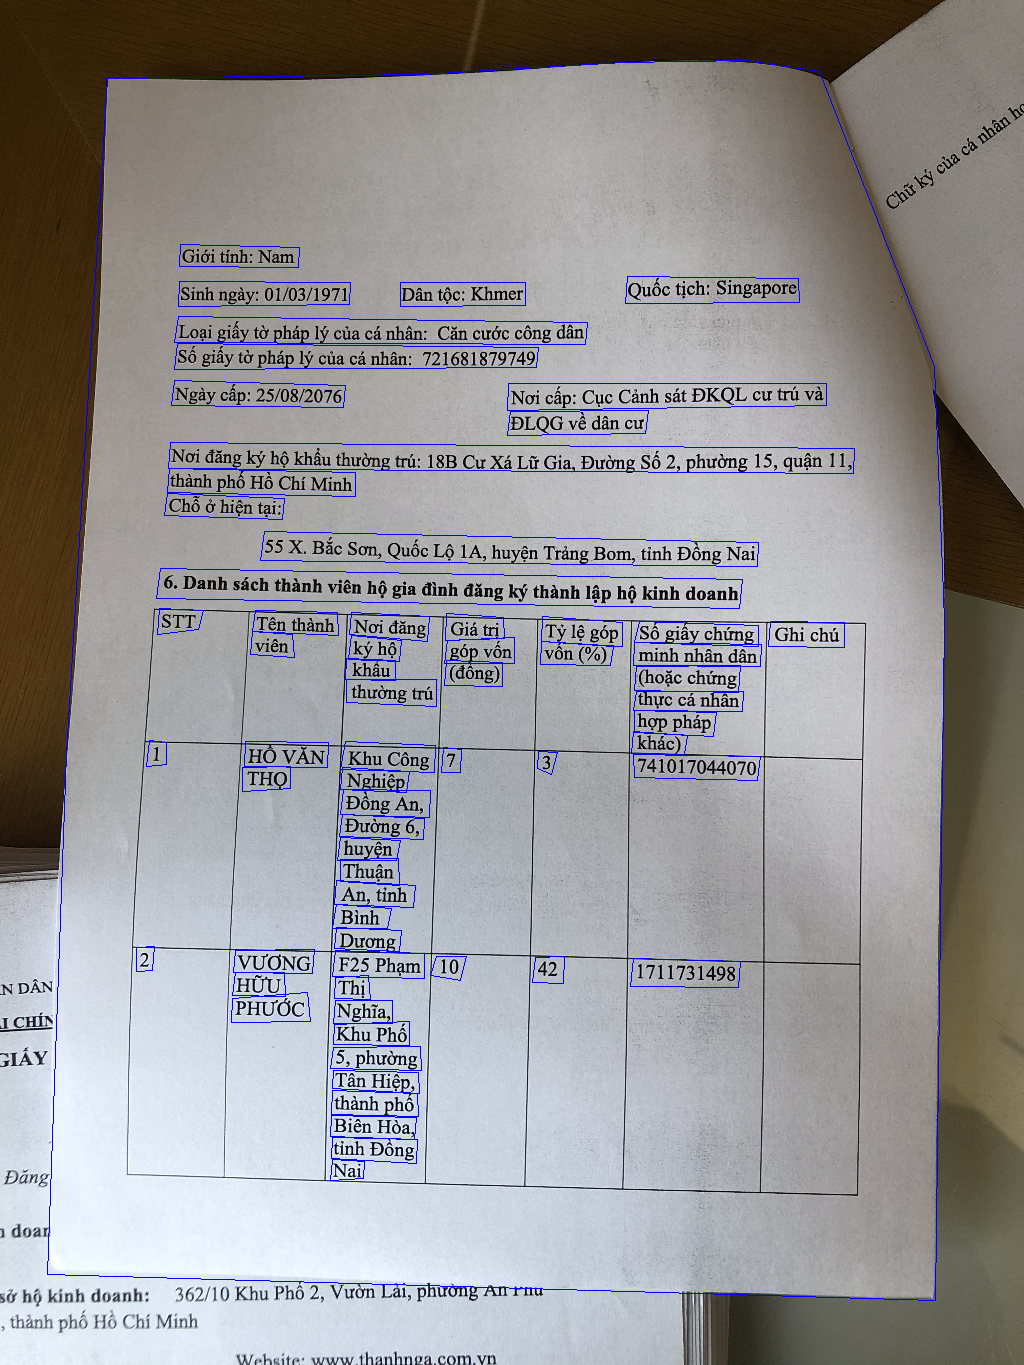 Chữ ký của cá nhân
Giới tính: Nam
Sinh ngày: 01/03/1971 Dân tộc: Khmer Quốc tịch: Singapore
Loại giấy tờ pháp lý của cá nhân: Căn cước công dân
Số giấy tờ pháp lý của cá nhân: 721681879749
Ngày cấp: 25/08/2076 Nơi cấp: Cục Cảnh sát ĐKQL cư trú và
ĐLQG về dân cư
Nơi đăng ký hộ khẩu thường trú: 18B Cư Xá Lữ Gia, Đường Số 2, phường 15, quận 11,
thành phố Hồ Chí Minh
Chỗ ở hiện tại:
55 X. Bắc Sơn, Quốc Lộ 1A, huyện Trảng Bom, tỉnh Đồng Nai
6. Danh sách thành viên hộ gia đình đăng ký thành lập hộ kinh doanh
STT
Tên thành
viên
Nơi đăng
ký hộ
khẩu
thường trú
Giá trị
góp vốn
(đồng)
Tỷ lệ góp
vốn (%)
Số giấy chứng
minh nhân dân
(hoặc chứng
thực cá nhân
hợp pháp
khác)
Ghi chú
1
HỒ VĂN
THỌ
Khu Công
Nghiệp
Đồng An,
Đường 6,
huyện
Thuận
An, tỉnh
Bình
Dương
7
3
741017044070
2
VƯƠNG
HỮU
PHƯỚC
F25 Phạm
Thị
Nghĩa,
Khu Phố
5, phường
Tân Hiệp,
thành phố
Biên Hòa,
tỉnh Đồng
Nai
10
42
1711731498
N DÂN
CHÍN
GIẤY
Đăng
doan
sở hộ kinh doanh: 362/10 Khu Phố 2, Vườn Lài, phường An Phú
, thành phố Hồ Chí Minh
Website: www.thanhnga.com.vn